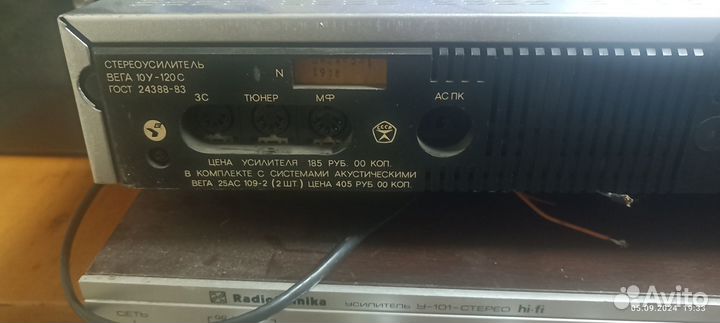 СТЕРЕОУСИЛИТЕЛЬ
ВЕГА 10У-120С
ГОСТ 24388-83
N
ЗС ТЮНЕР МФ
АС ПК
СССР
ЦЕНА УСИЛИТЕЛЯ 185 РУБ. 00 КОП.
В КОМПЛЕКТЕ С СИСТЕМАМИ АКУСТИЧЕСКИМИ
ВЕГА 25АС 109-2 (2 ШТ.) ЦЕНА 405 РУБ 00 КОП.
Radiotehnika УСИЛИТЕЛЬ У-101-СТЕРЕО hi-fi
СЕТЬ
Avito
05.09.2024 19:33